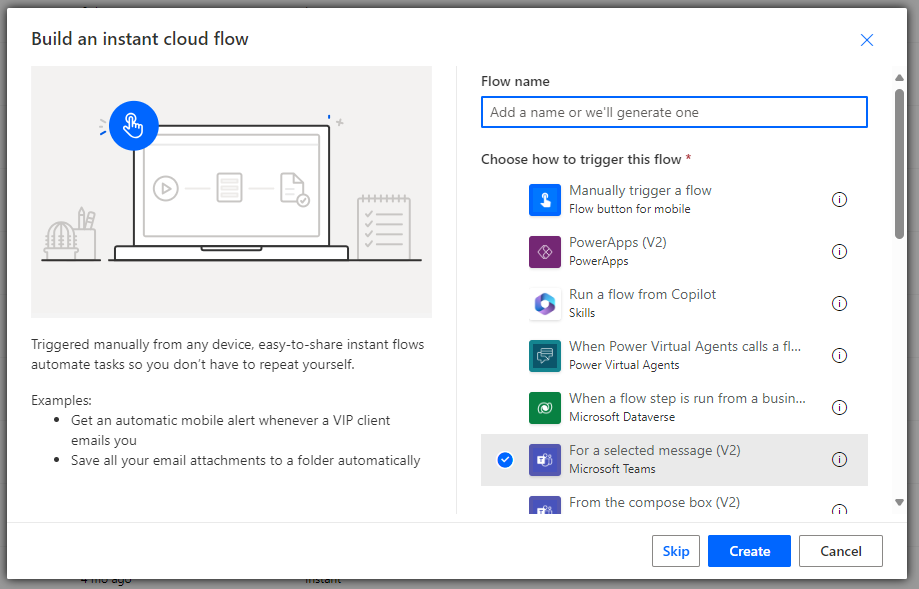 Build an instant cloud flow
Triggered manually from any device, easy-to-share instant flows
automate tasks so you don't have to repeat yourself.
Examples:
• Get an automatic mobile alert whenever a VIP client
emails you
• Save all your email attachments to a folder automatically
Flow name
Add a name or we'll generate one
Choose how to trigger this flow *
Manually trigger a flow
Flow button for mobile
PowerApps (V2)
PowerApps
Run a flow from Copilot
Skills
When Power Virtual Agents calls a fl...
Power Virtual Agents
When a flow step is run from a busin...
Microsoft Dataverse
For a selected message (V2)
Microsoft Teams
From the compose box (V2)
Skip
Create
Cancel